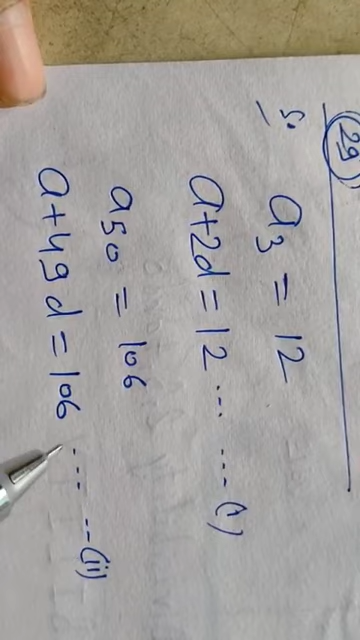 29
S.
a₃ = 12
a+2d = 12 ... ...(i)
a₅₀ = 106
a+49d = 106 ... ...(ii)